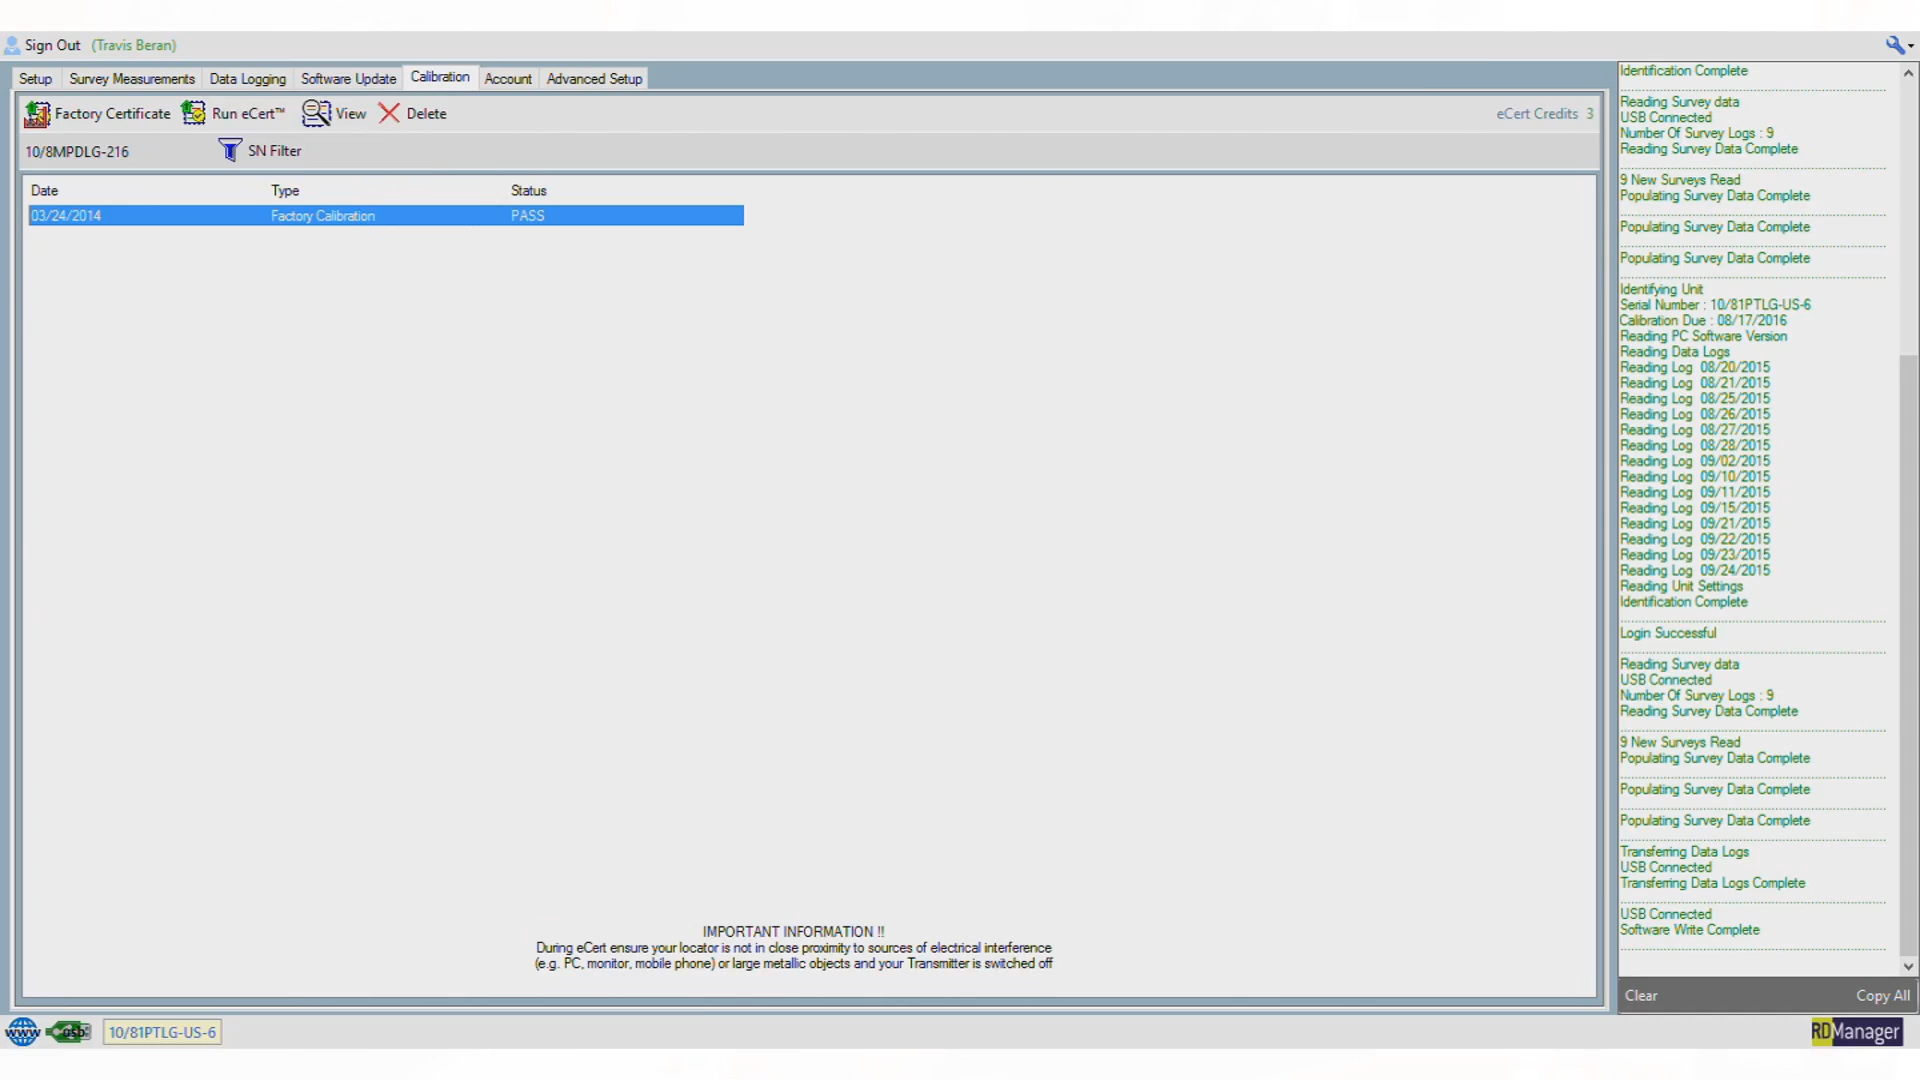 Sign Out (Travis Beran)
Setup Survey Measurements Data Logging Software Update Calibration Account Advanced Setup
Factory Certificate Run eCert™ View Delete eCert Credits 3
10/8MPDLG-216 SN Filter
Date Type Status
03/24/2014 Factory Calibration PASS
IMPORTANT INFORMATION !!
During eCert ensure your locator is not in close proximity to sources of electrical interference
(e.g. PC, monitor, mobile phone) or large metallic objects and your Transmitter is switched off
Identification Complete
Reading Survey data
USB Connected
Number Of Survey Logs : 9
Reading Survey Data Complete
9 New Surveys Read
Populating Survey Data Complete
Populating Survey Data Complete
Populating Survey Data Complete
Identifying Unit
Serial Number : 10/81PTLG-US-6
Calibration Due : 08/17/2016
Reading PC Software Version
Reading Data Logs
Reading Log 08/20/2015
Reading Log 08/21/2015
Reading Log 08/25/2015
Reading Log 08/26/2015
Reading Log 08/27/2015
Reading Log 08/28/2015
Reading Log 09/02/2015
Reading Log 09/10/2015
Reading Log 09/11/2015
Reading Log 09/15/2015
Reading Log 09/21/2015
Reading Log 09/22/2015
Reading Log 09/23/2015
Reading Log 09/24/2015
Reading Unit Settings
Identification Complete
Login Successful
Reading Survey data
USB Connected
Number Of Survey Logs : 9
Reading Survey Data Complete
9 New Surveys Read
Populating Survey Data Complete
Populating Survey Data Complete
Populating Survey Data Complete
Transferring Data Logs
USB Connected
Transferring Data Logs Complete
USB Connected
Software Write Complete
Clear Copy All
www usb 10/81PTLG-US-6 RDManager